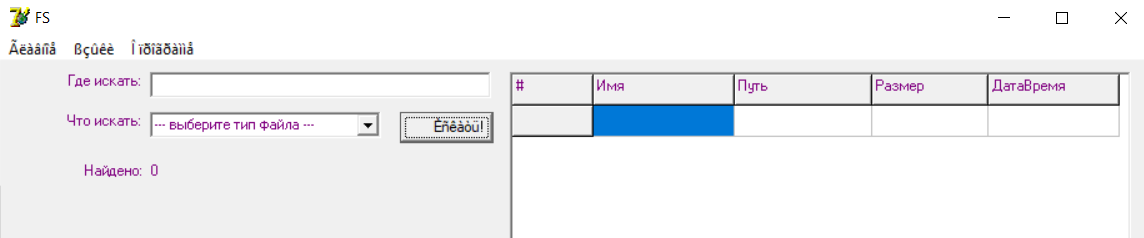 FS
Ãëàâíîå ßçûêè Î ïðîãðàììå
Где искать:
# Имя Путь Размер ДатаВремя
Что искать: --- выберите тип файла --- Èñêàòü!
Найдено: 0